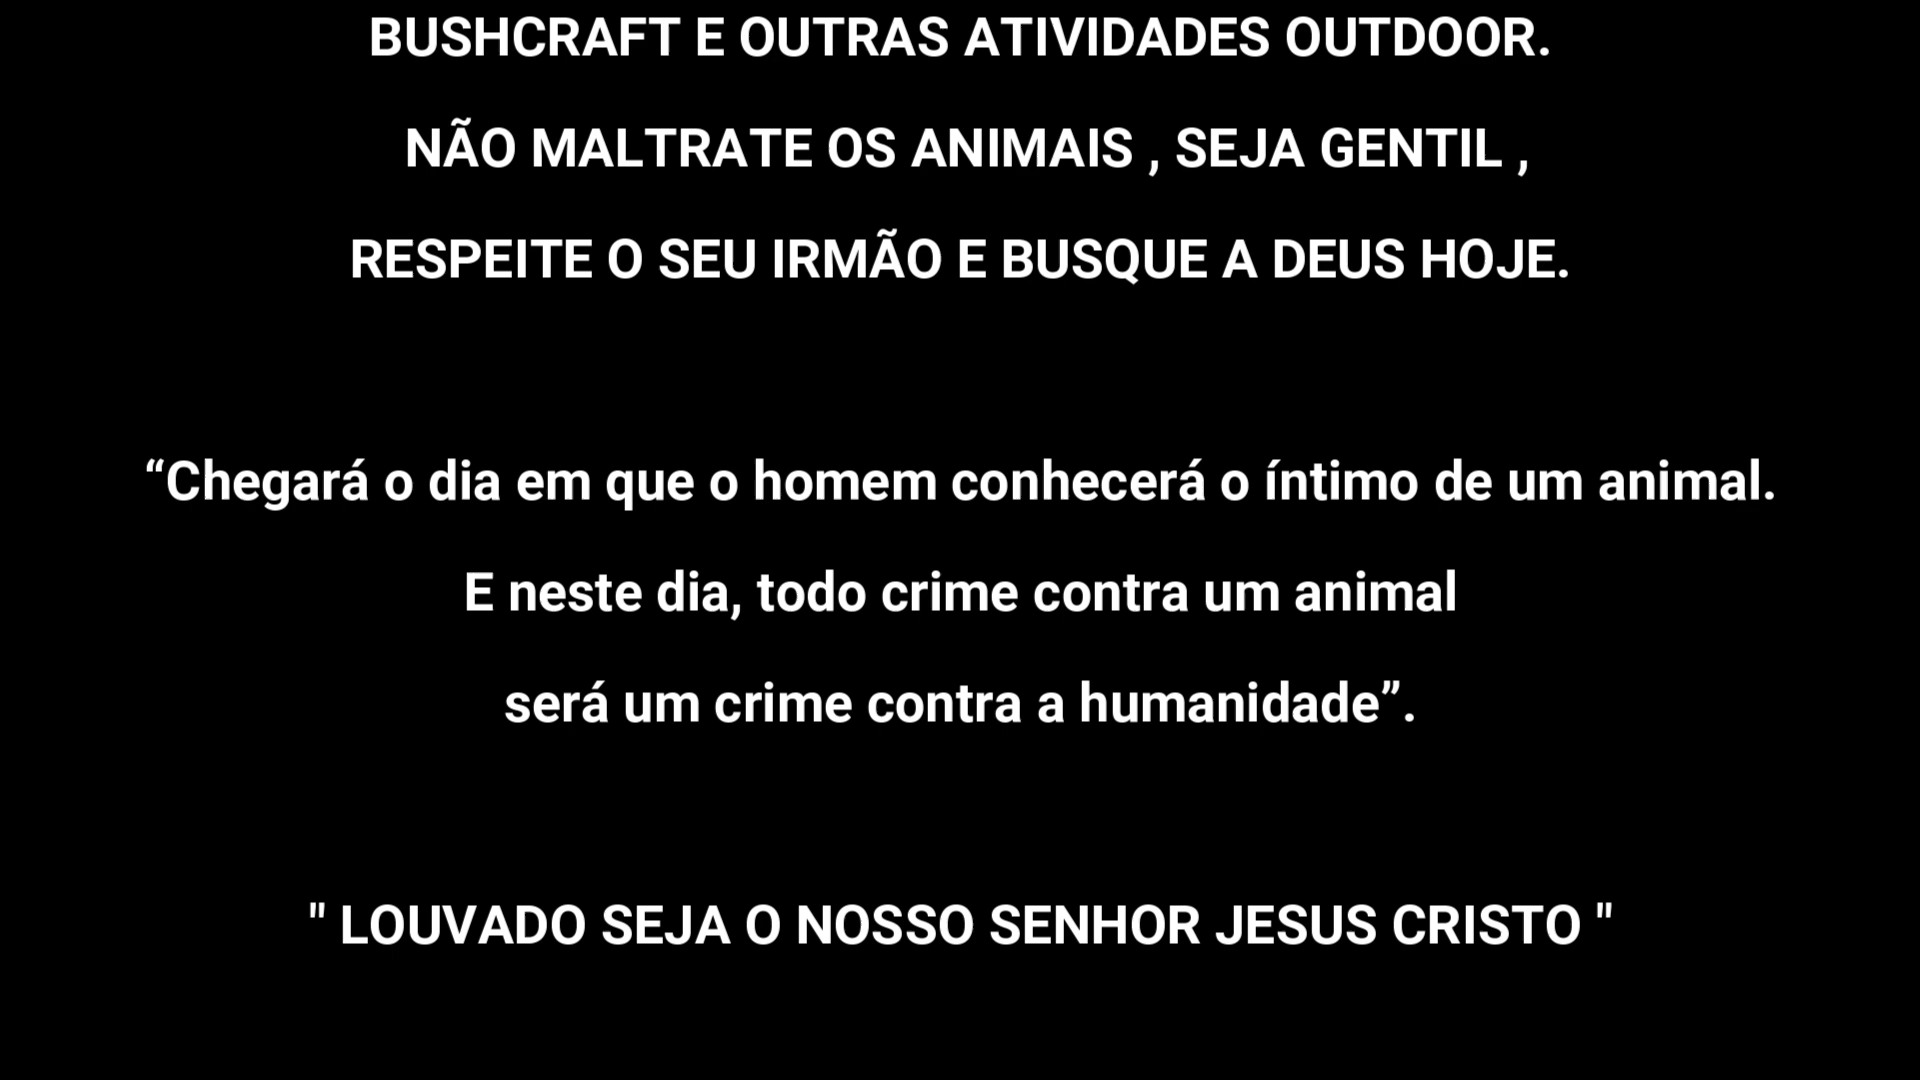 BUSHCRAFT E OUTRAS ATIVIDADES OUTDOOR.
NÃO MALTRATE OS ANIMAIS , SEJA GENTIL ,
RESPEITE O SEU IRMÃO E BUSQUE A DEUS HOJE.
“Chegará o dia em que o homem conhecerá o íntimo de um animal.
E neste dia, todo crime contra um animal
será um crime contra a humanidade”.
" LOUVADO SEJA O NOSSO SENHOR JESUS CRISTO "